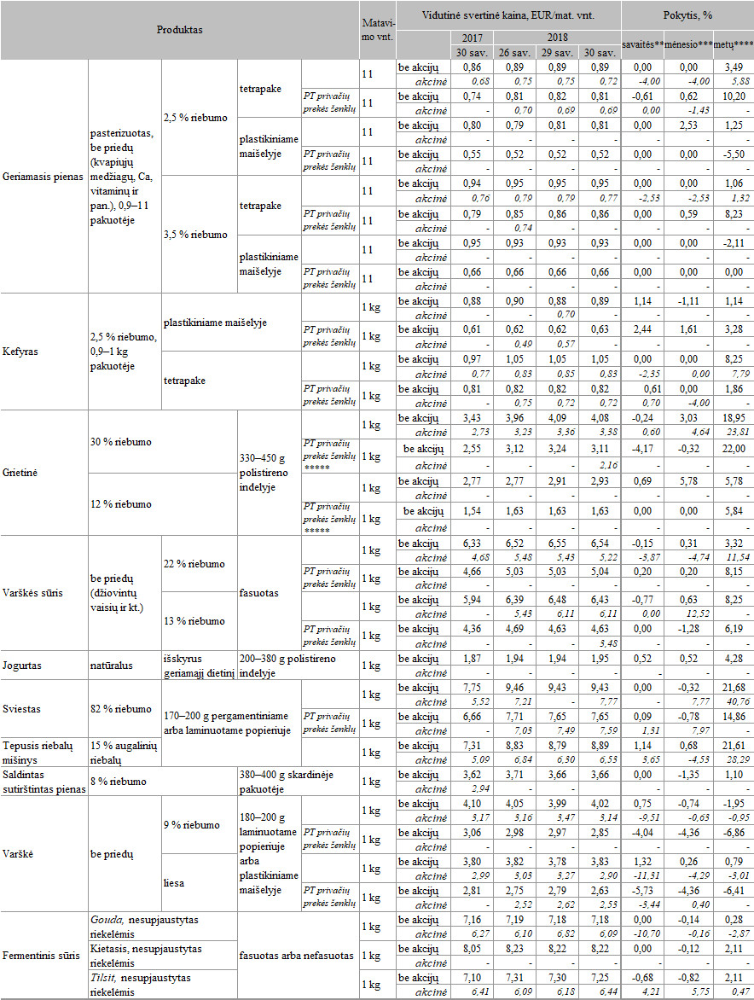 Produktas Matavi- Vidutinė svertinė kaina, EUR/mat. vnt. Pokytis, %
mo vnt. 2017 2018 savaitės** mėnesio*** metų****
30 sav. 26 sav. 29 sav. 30 sav.
Geriamasis pienas
pasterizuotas,
be priedų
(kvapiųjų
medžiagų, Ca,
vitaminų ir
pan.), 0,9–1 l
pakuotėje
2,5 % riebumo
tetrapake
1 l be akcijų 0,86 0,89 0,89 0,89 0,00 0,00 3,49
akcinė 0,68 0,75 0,75 0,72 -4,00 -4,00 5,88
PT privačių
prekės ženklų
1 l be akcijų 0,74 0,81 0,82 0,81 -0,61 0,62 10,20
akcinė - 0,70 0,69 0,69 0,00 -1,43 -
plastikiniame
maišelyje
1 l be akcijų 0,80 0,79 0,81 0,81 0,00 2,53 1,25
akcinė - - - - - - -
PT privačių
prekės ženklų
1 l be akcijų 0,55 0,52 0,52 0,52 0,00 0,00 -5,50
akcinė - - - - - - -
3,5 % riebumo
tetrapake
1 l be akcijų 0,94 0,95 0,95 0,95 0,00 0,00 1,06
akcinė 0,76 0,79 0,79 0,77 -2,53 -2,53 1,32
PT privačių
prekės ženklų
1 l be akcijų 0,79 0,85 0,86 0,86 0,00 0,59 8,23
akcinė - 0,74 - - - - -
plastikiniame
maišelyje
1 l be akcijų 0,95 0,93 0,93 0,93 0,00 0,00 -2,11
akcinė - - - - - - -
PT privačių
prekės ženklų
1 l be akcijų 0,66 0,66 0,66 0,66 0,00 0,00 0,00
akcinė - - - - - - -
Kefyras
2,5 % riebumo,
0,9–1 kg
pakuotėje
plastikiniame maišelyje
1 kg be akcijų 0,88 0,90 0,88 0,89 1,14 -1,11 1,14
akcinė - - 0,70 - - - -
PT privačių
prekės ženklų
1 kg be akcijų 0,61 0,62 0,62 0,63 2,44 1,61 3,28
akcinė - 0,49 0,57 - - - -
tetrapake
1 kg be akcijų 0,97 1,05 1,05 1,05 0,00 0,00 8,25
akcinė 0,77 0,83 0,85 0,83 -2,35 0,00 7,79
PT privačių
prekės ženklų
1 kg be akcijų 0,81 0,82 0,82 0,82 0,61 0,00 1,86
akcinė - 0,75 0,72 0,72 0,70 -4,00 -
Grietinė
30 % riebumo
330–450 g
polistireno
indelyje
1 kg be akcijų 3,43 3,96 4,09 4,08 -0,24 3,03 18,95
akcinė 2,73 3,23 3,36 3,38 0,60 4,64 23,81
PT privačių
prekės ženklų
*****
1 kg be akcijų 2,55 3,12 3,24 3,11 -4,17 -0,32 22,00
akcinė - - - 2,16 - - -
12 % riebumo
1 kg be akcijų 2,77 2,77 2,91 2,93 0,69 5,78 5,78
akcinė - - - - - - -
PT privačių
prekės ženklų
*****
1 kg be akcijų 1,54 1,63 1,63 1,63 0,00 0,00 5,84
akcinė - - - - - - -
Varškės sūris
be priedų
(džiovintų
vaisių ir kt.)
22 % riebumo
fasuotas
1 kg be akcijų 6,33 6,52 6,55 6,54 -0,15 0,31 3,32
akcinė 4,68 5,48 5,43 5,22 -3,87 -4,74 11,54
PT privačių
prekės ženklų
1 kg be akcijų 4,66 5,03 5,03 5,04 0,20 0,20 8,15
akcinė - - - - - - -
13 % riebumo
1 kg be akcijų 5,94 6,39 6,48 6,43 -0,77 0,63 8,25
akcinė - 5,43 6,11 6,11 0,00 12,52 -
PT privačių
prekės ženklų
1 kg be akcijų 4,36 4,69 4,63 4,63 0,00 -1,28 6,19
akcinė - - - 3,48 - - -
Jogurtas
natūralus
išskyrus
geriamąjį dietinį
200–380 g polistireno
indelyje
1 kg be akcijų 1,87 1,94 1,94 1,95 0,52 0,52 4,28
akcinė - - - - - - -
Sviestas
82 % riebumo
170–200 g pergamentiniame
arba laminuotame popieriuje
1 kg be akcijų 7,75 9,46 9,43 9,43 0,00 -0,32 21,68
akcinė 5,52 7,21 - 7,77 - 7,77 40,76
PT privačių
prekės ženklų
1 kg be akcijų 6,66 7,71 7,65 7,65 0,09 -0,78 14,86
akcinė - 7,03 7,49 7,59 1,31 7,97 -
Tepusis riebalų
mišinys
15 % augalinių
riebalų
1 kg be akcijų 7,31 8,83 8,79 8,89 1,14 0,68 21,61
akcinė 5,09 6,84 6,30 6,53 3,65 -4,53 28,29
Saldintas
sutirštintas pienas
8 % riebumo
380–400 g skardinėje
pakuotėje
1 kg be akcijų 3,62 3,71 3,66 3,66 0,00 -1,35 1,10
akcinė 2,94 - - - - - -
Varškė
be priedų
9 % riebumo
180–200 g
laminuotame
popieriuje
arba
plastikiniame
maišelyje
1 kg be akcijų 4,10 4,05 3,99 4,02 0,75 -0,74 -1,95
akcinė 3,17 3,16 3,47 3,14 -9,51 -0,63 -0,95
PT privačių
prekės ženklų
1 kg be akcijų 3,06 2,98 2,97 2,85 -4,04 -4,36 -6,86
akcinė - - - - - - -
liesa
1 kg be akcijų 3,80 3,82 3,78 3,83 1,32 0,26 0,79
akcinė 2,99 3,03 3,27 2,90 -11,31 -4,29 -3,01
PT privačių
prekės ženklų
1 kg be akcijų 2,81 2,75 2,79 2,63 -5,73 -4,36 -6,41
akcinė - 2,52 2,62 2,53 -3,44 0,40 -
Fermentinis sūris
Gouda, nesupjaustytas
riekelėmis
fasuotas arba nefasuotas
1 kg be akcijų 7,16 7,19 7,18 7,18 0,00 -0,14 0,28
akcinė 6,27 6,10 6,82 6,09 -10,70 -0,16 -2,87
Kietasis, nesupjaustytas
riekelėmis
1 kg be akcijų 8,05 8,23 8,22 8,22 0,00 -0,12 2,11
akcinė - - - - - - -
Tilsit, nesupjaustytas
riekelėmis
1 kg be akcijų 7,10 7,31 7,30 7,25 -0,68 -0,82 2,11
akcinė 6,41 6,09 6,18 6,44 4,21 5,75 0,47